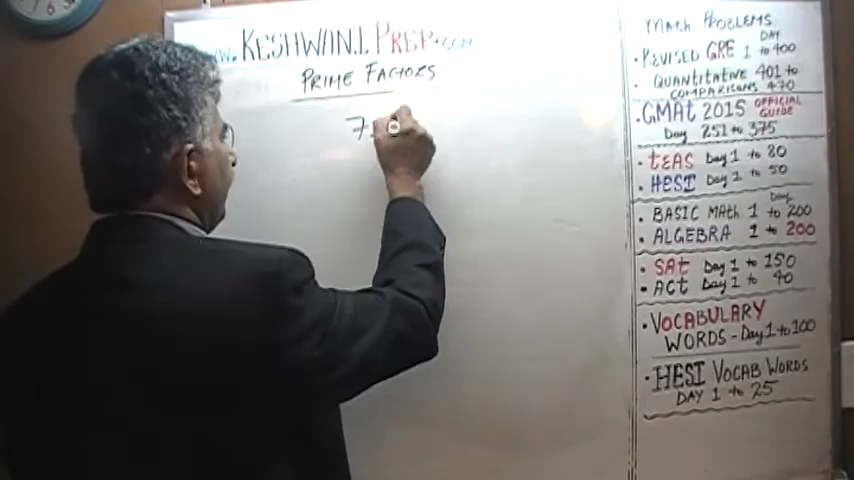 w. KESHWANI PREP.com
PRIME FACTORS
7
MATH PROBLEMS
• REVISED GRE DAY 1 to 400
• QUANTITATIVE COMPARISONS 401 to 470
• GMAT 2015 OFFICIAL GUIDE
Day 251 to 375
• TEAS Day 1 to 80
• HESI Day 1 to 50
• BASIC MATH Day 1 to 200
• ALGEBRA 1 to 200
• SAT Day 1 to 150
• ACT Day 1 to 40
• VOCABULARY
WORDS - Day 1 to 100
• HESI VOCAB WORDS
DAY 1 to 25